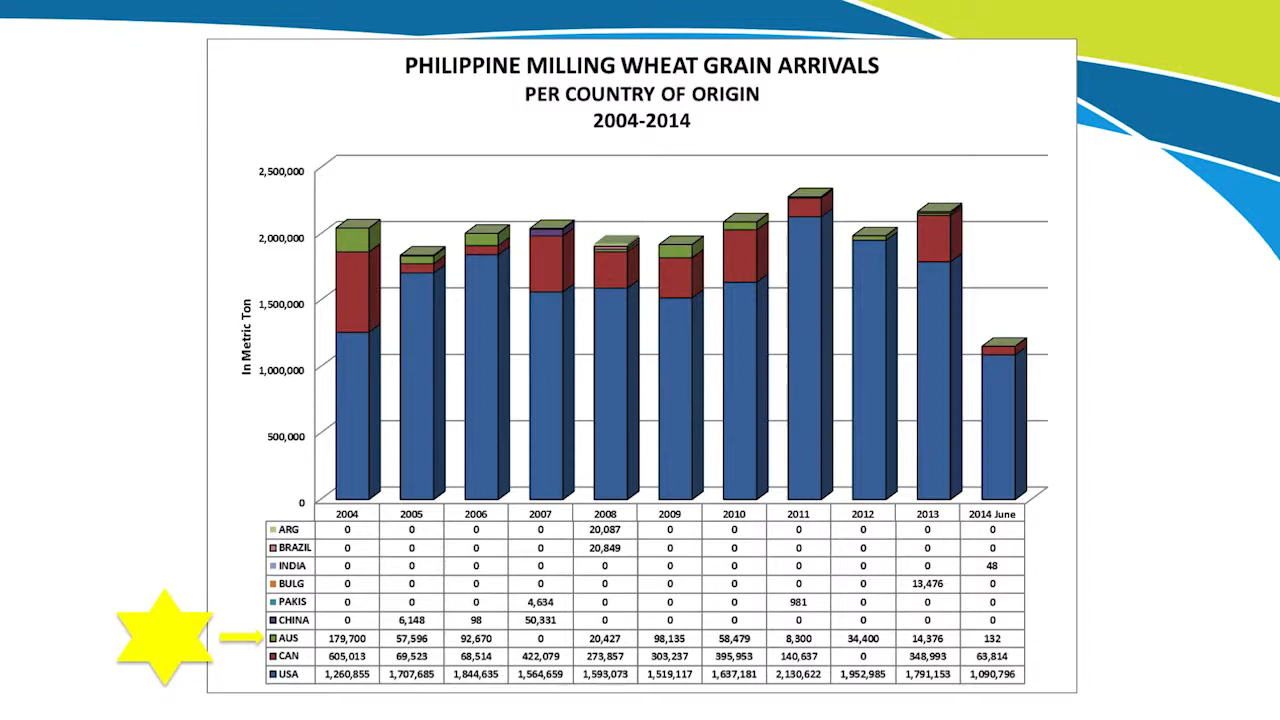 PHILIPPINE MILLING WHEAT GRAIN ARRIVALS
PER COUNTRY OF ORIGIN
2004-2014
In Metric Ton
2,500,000
2,000,000
1,500,000
1,000,000
500,000
0
2004 2005 2006 2007 2008 2009 2010 2011 2012 2013 2014 June
ARG 0 0 0 0 20,087 0 0 0 0 0 0
BRAZIL 0 0 0 0 20,849 0 0 0 0 0 0
INDIA 0 0 0 0 0 0 0 0 0 0 48
BULG 0 0 0 0 0 0 0 0 0 13,476 0
PAKIS 0 0 0 4,634 0 0 0 981 0 0 0
CHINA 0 6,148 98 50,331 0 0 0 0 0 0 0
AUS 179,700 57,596 92,670 0 20,427 98,135 58,479 8,300 34,400 14,376 132
CAN 605,013 69,523 68,514 422,079 273,857 303,237 395,953 140,637 0 348,993 63,814
USA 1,260,855 1,707,685 1,844,635 1,564,659 1,593,073 1,519,117 1,637,181 2,130,622 1,952,985 1,791,153 1,090,796